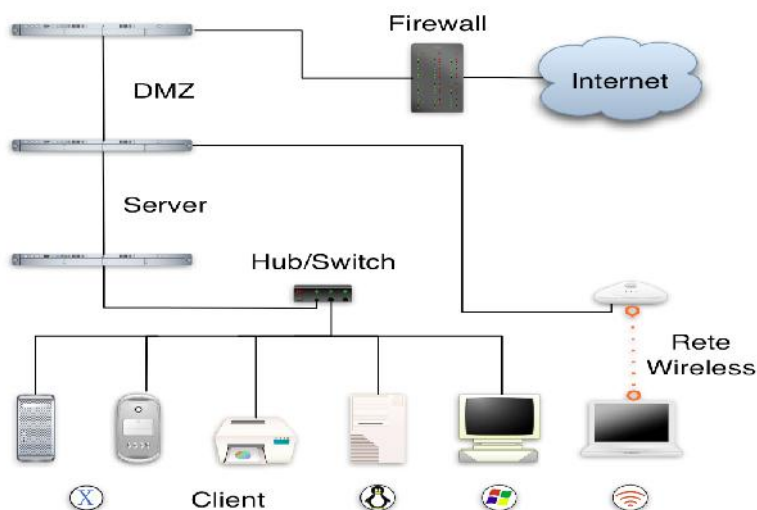 Firewall
Internet
DMZ
Server
Hub/Switch
Rete
Wireless
X
Client